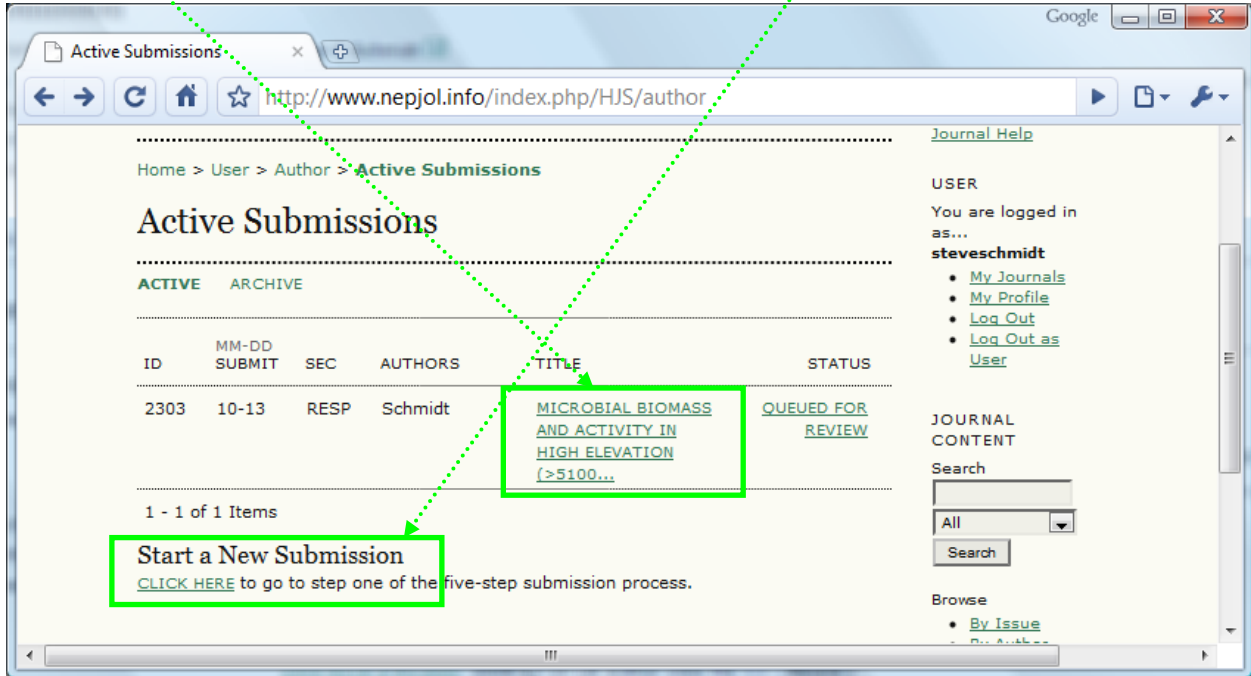 Google
Active Submissions
http://www.nepjol.info/index.php/HJS/author
Home > User > Author > Active Submissions
Active Submissions
ACTIVE ARCHIVE
ID MM-DD SUBMIT SEC AUTHORS TITLE STATUS
2303 10-13 RESP Schmidt MICROBIAL BIOMASS QUEUED FOR
AND ACTIVITY IN REVIEW
HIGH ELEVATION
(>5100...
1 - 1 of 1 Items
Start a New Submission
CLICK HERE to go to step one of the five-step submission process.
Journal Help
USER
You are logged in
as...
steveschmidt
My Journals
My Profile
Log Out
Log Out as
User
JOURNAL
CONTENT
Search
All
Search
Browse
By Issue
By Author